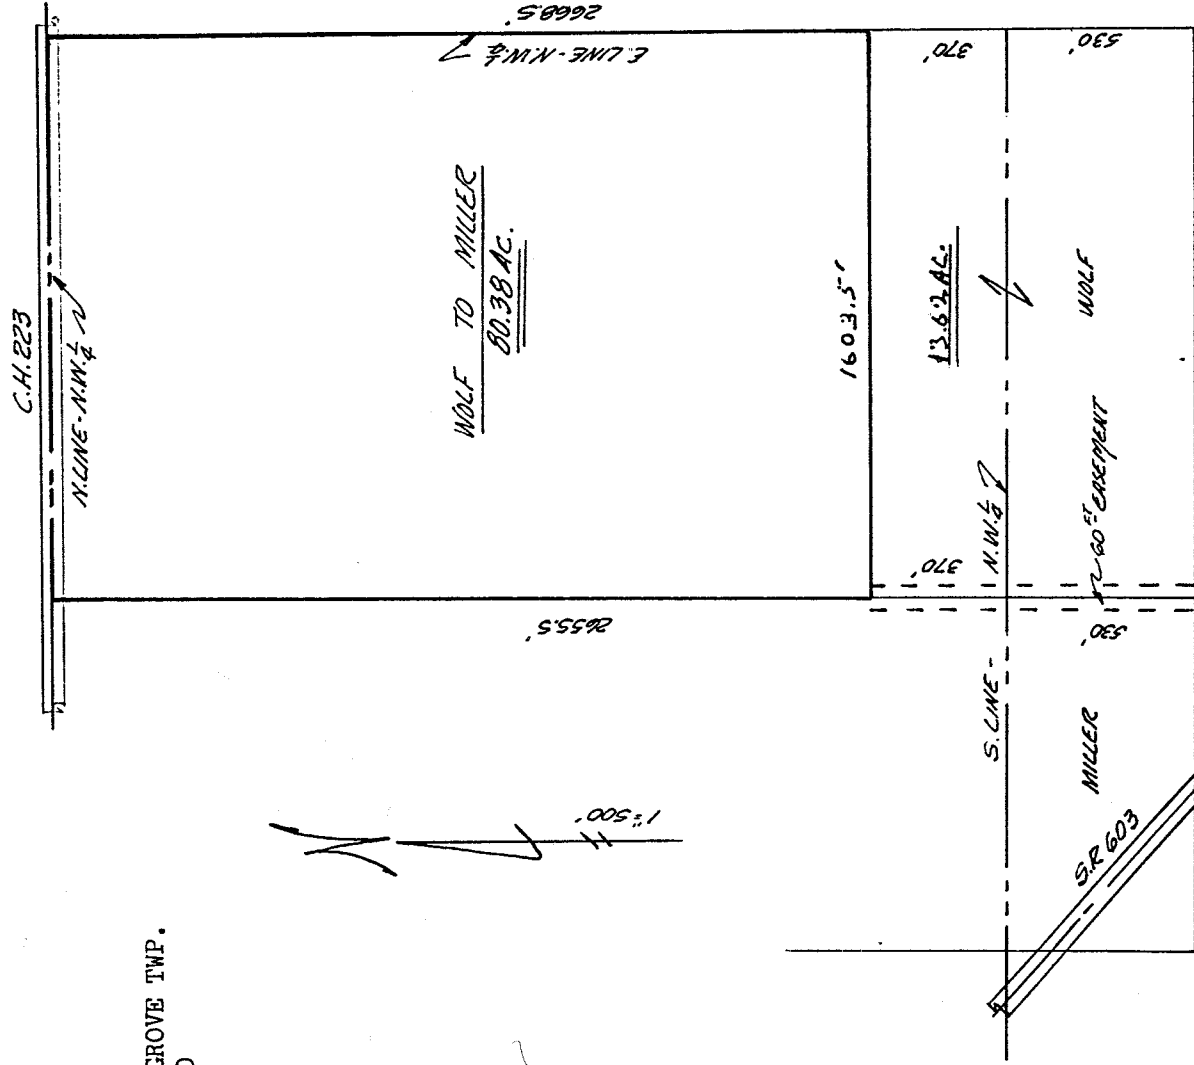 C.H. 223
N. LINE - N.W. 1/4
2668.5'
E. LINE - N.W. 1/4
WOLF TO MILLER
80.38 AC.
2655.5'
1603.5'
370'
530'
13.62 AC.
370'
S. LINE - N.W. 1/4
WOLF
60 FT EASEMENT
530'
MILLER
S.R 603
1"=500'
GROVE TWP.